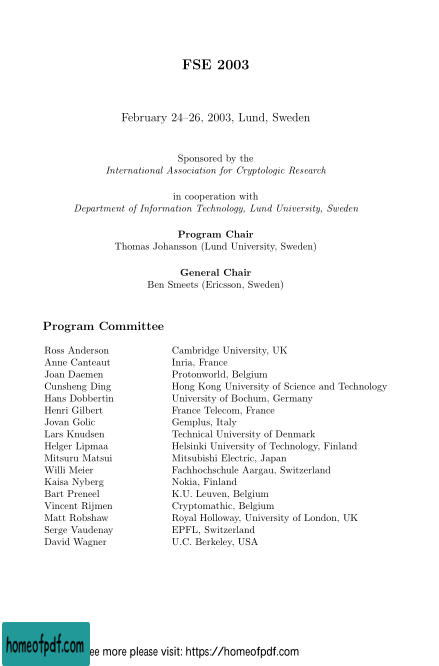 FSE 2003
February 24–26, 2003, Lund, Sweden
Sponsored by the
International Association for Cryptologic Research
in cooperation with
Department of Information Technology, Lund University, Sweden
Program Chair
Thomas Johansson (Lund University, Sweden)
General Chair
Ben Smeets (Ericsson, Sweden)
Program Committee
Ross Anderson Cambridge University, UK
Anne Canteaut Inria, France
Joan Daemen Protonworld, Belgium
Cunsheng Ding Hong Kong University of Science and Technology
Hans Dobbertin University of Bochum, Germany
Henri Gilbert France Telecom, France
Jovan Golic Gemplus, Italy
Lars Knudsen Technical University of Denmark
Helger Lipmaa Helsinki University of Technology, Finland
Mitsuru Matsui Mitsubishi Electric, Japan
Willi Meier Fachhochschule Aargau, Switzerland
Kaisa Nyberg Nokia, Finland
Bart Preneel K.U. Leuven, Belgium
Vincent Rijmen Cryptomathic, Belgium
Matt Robshaw Royal Holloway, University of London, UK
Serge Vaudenay EPFL, Switzerland
David Wagner U.C. Berkeley, USA
homeofpdf.com ee more please visit: https://homeofpdf.com